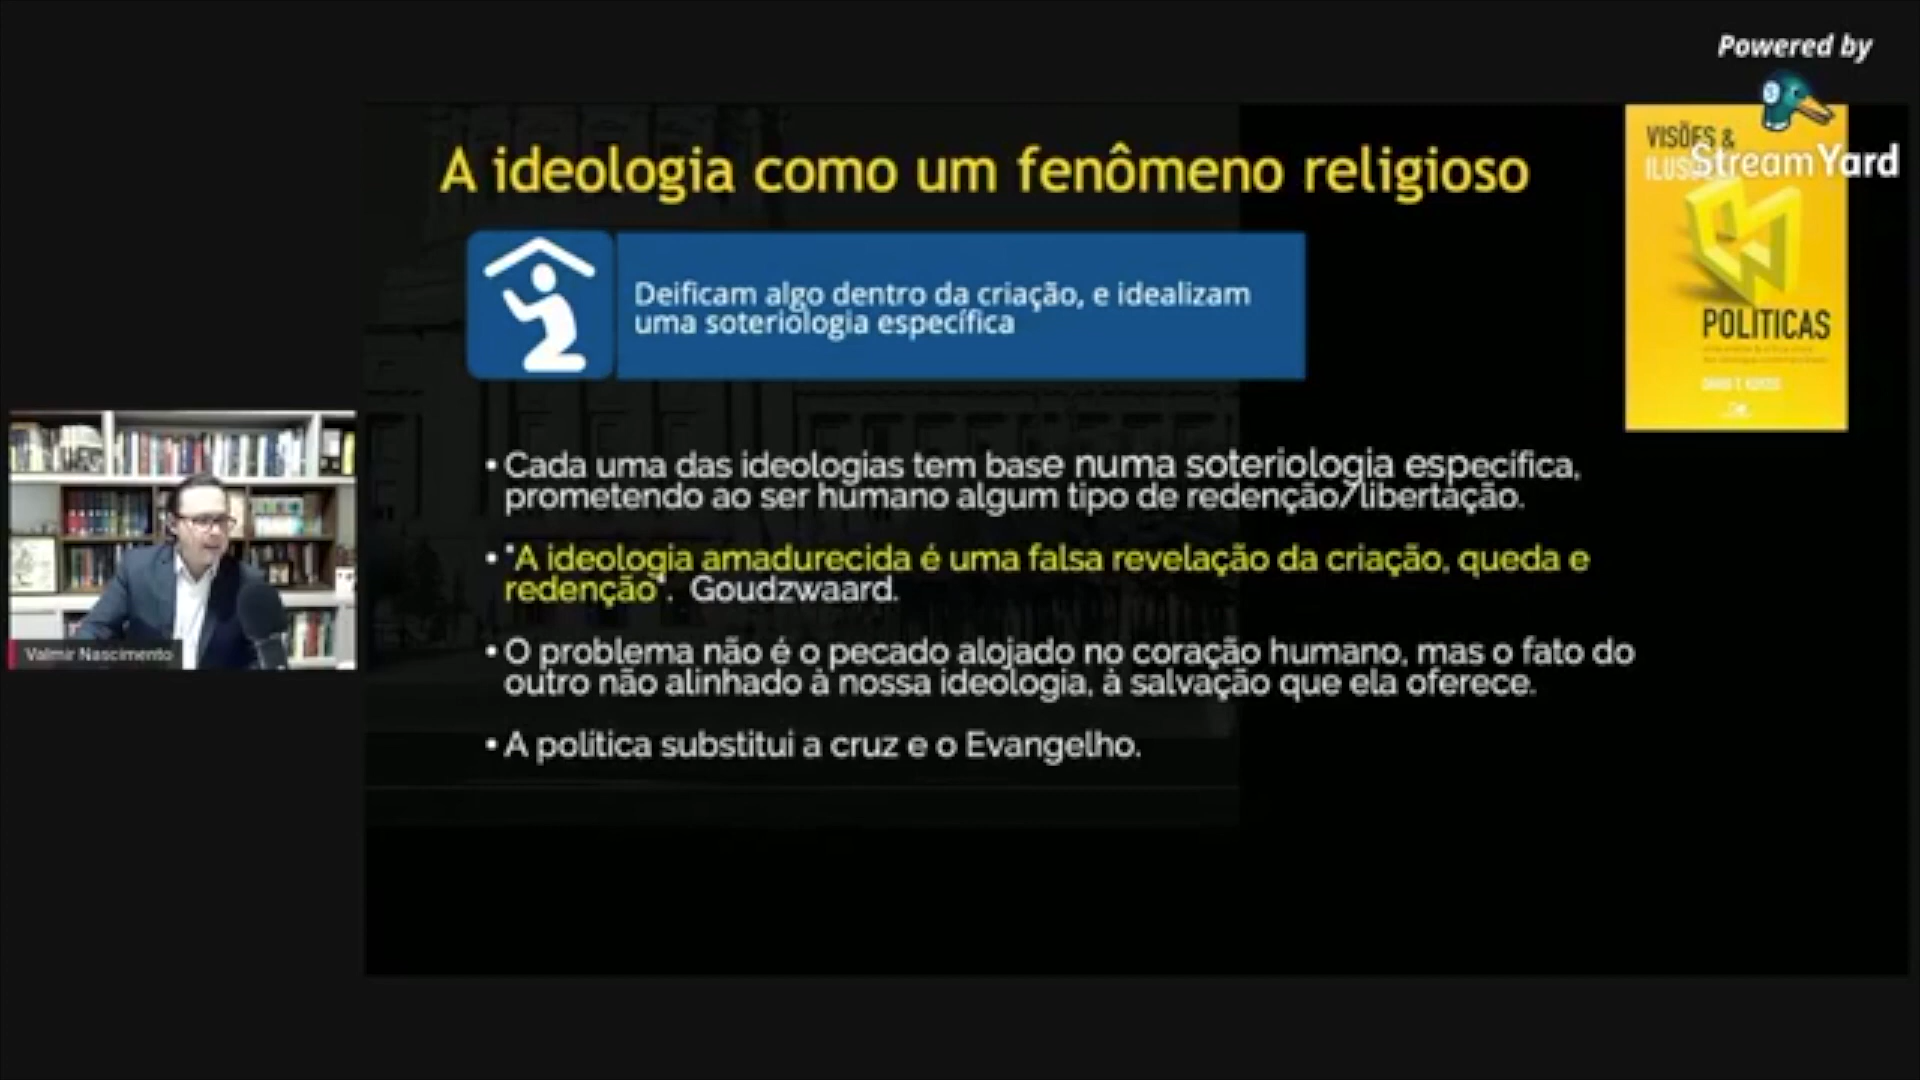 Powered by
StreamYard
A ideologia como um fenômeno religioso
Deificam algo dentro da criação, e idealizam
uma soteriologia específica
VISÕES &
POLÍTICAS
•Cada uma das ideologias tem base numa soteriologia específica,
prometendo ao ser humano algum tipo de redenção/libertação.
•"A ideologia amadurecida é uma falsa revelação da criação, queda e
redenção". Goudzwaard.
•O problema não é o pecado alojado no coração humano, mas o fato do
outro não alinhado à nossa ideologia, à salvação que ela oferece.
•A política substitui a cruz e o Evangelho.
Valmir Nascimento